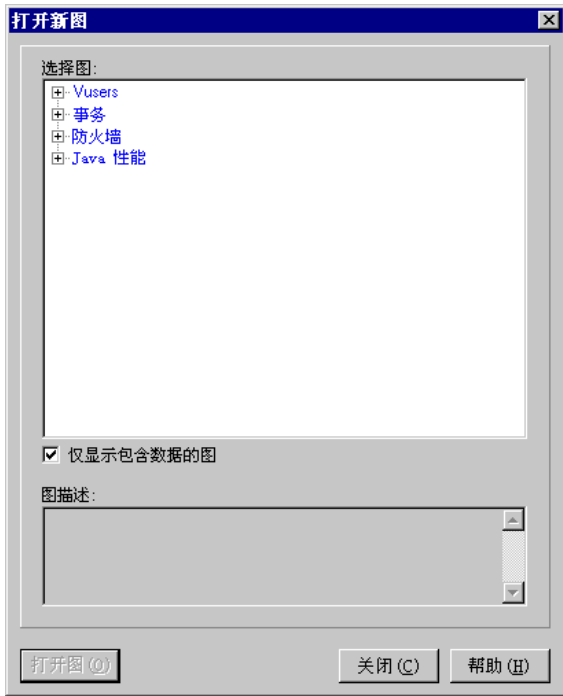 打开新图
选择图:
Vusers
事务
防火墙
Java 性能
仅显示包含数据的图
图描述:
打开图(O)
关闭(C)
帮助(H)